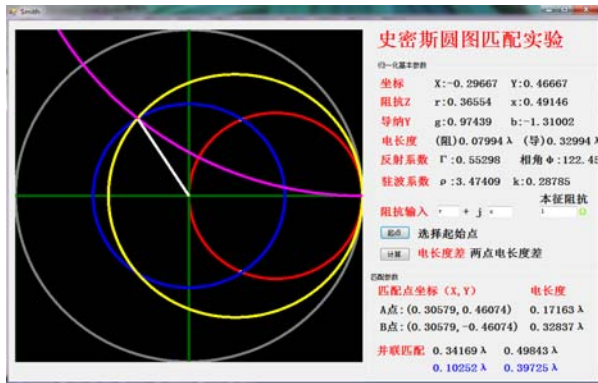 Smith
史密斯圆图匹配实验
归一化基本参数
坐标 X:-0.29667 Y:0.46667
阻抗Z r:0.36554 x:0.49146
导纳Y g:0.97439 b:-1.31002
电长度 (阻)0.07994λ (导)0.32994λ
反射系数 Γ:0.55298 相角Φ:122.45
驻波系数 ρ:3.47409 k:0.28785
本征阻抗
阻抗输入 r + j x 1 Ω
起点 选择起始点
计算 电长度差 两点电长度差
匹配参数
匹配点坐标 (X,Y) 电长度
A点:(0.30579,0.46074) 0.17163λ
B点:(0.30579,-0.46074) 0.32837λ
并联匹配 0.34169λ 0.49843λ
0.10252λ 0.39725λ